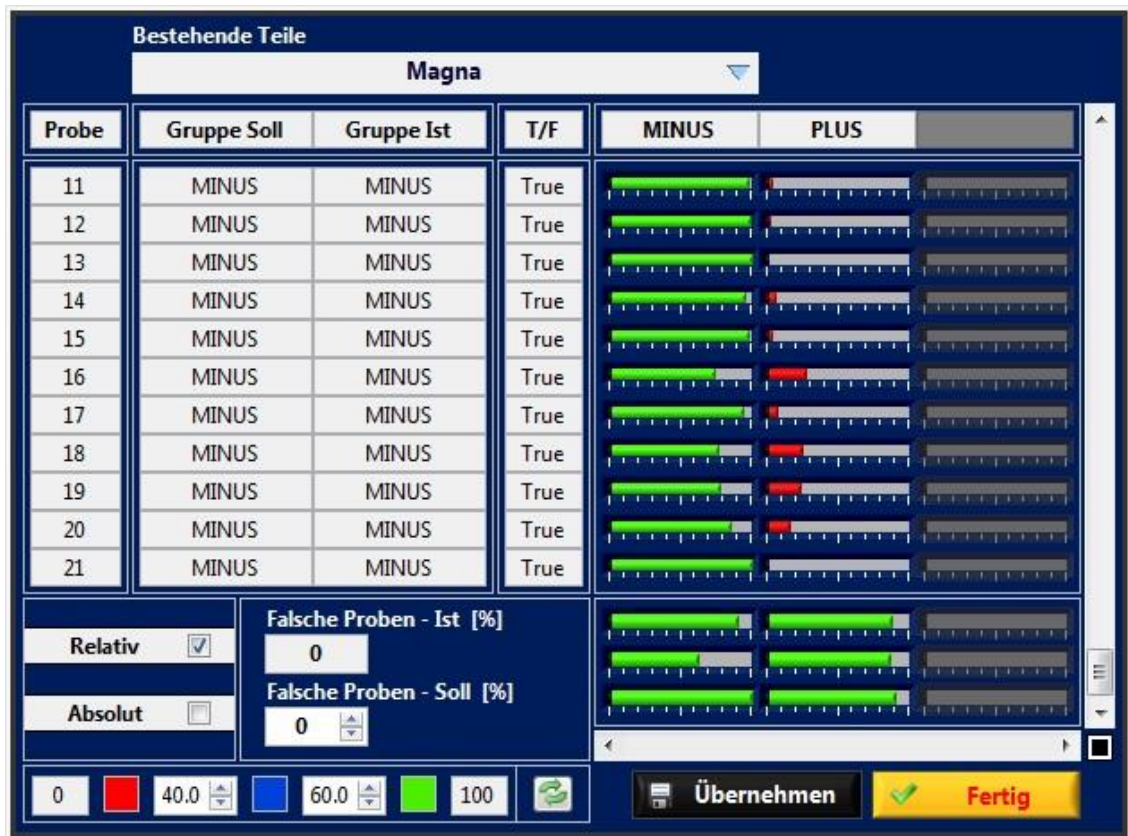 Bestehende Teile
Magna
Probe Gruppe Soll Gruppe Ist T/F MINUS PLUS
11 MINUS MINUS True
12 MINUS MINUS True
13 MINUS MINUS True
14 MINUS MINUS True
15 MINUS MINUS True
16 MINUS MINUS True
17 MINUS MINUS True
18 MINUS MINUS True
19 MINUS MINUS True
20 MINUS MINUS True
21 MINUS MINUS True
Falsche Proben - Ist [%]
Relativ
0
Falsche Proben - Soll [%]
Absolut
0
0 40.0 60.0 100 Übernehmen Fertig